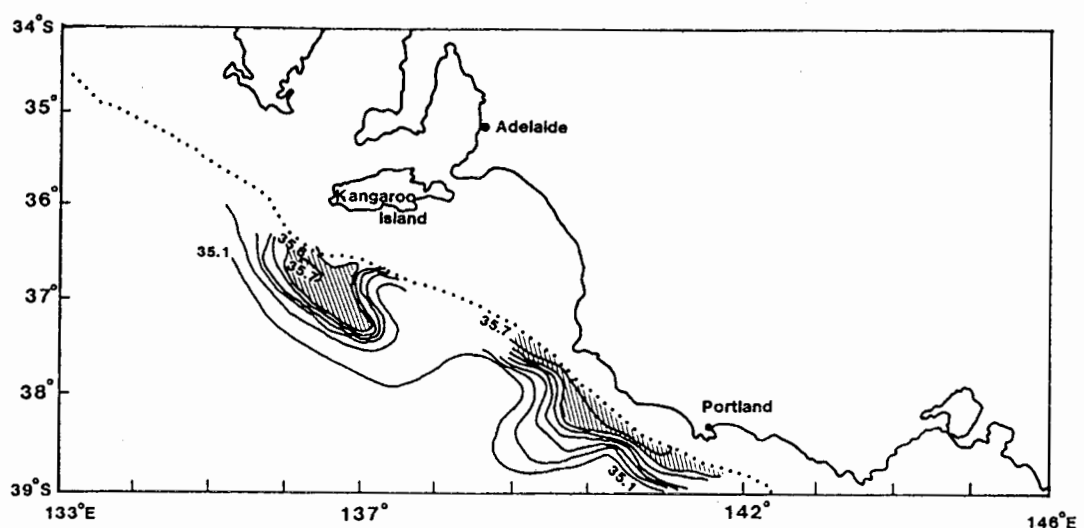 34°S
35°
36°
37°
38°
39°S
133°E
137°
142°
146°E
Adelaide
Kangaroo
Island
35.1
35.7
35.7
Portland
35.1